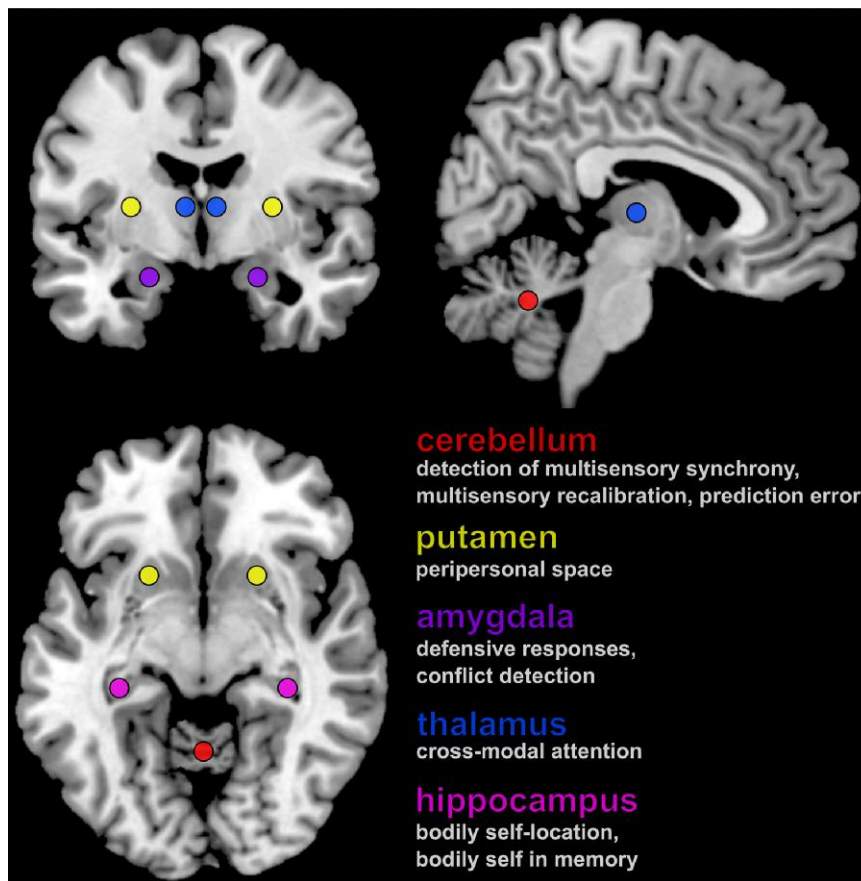 cerebellum
detection of multisensory synchrony,
multisensory recalibration, prediction error
putamen
peripersonal space
amygdala
defensive responses,
conflict detection
thalamus
cross-modal attention
hippocampus
bodily self-location,
bodily self in memory